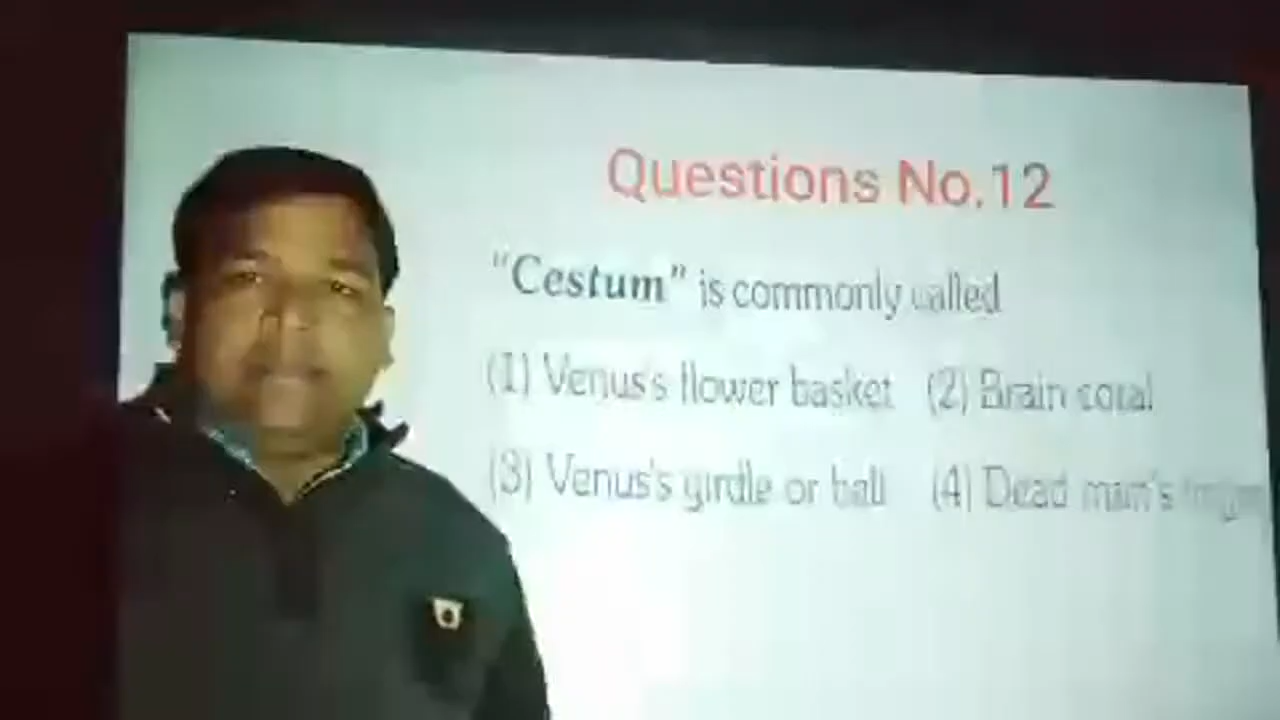 Questions No.12
"Cestum" is commonly called
(1) Venus's flower basket (2) Brain coral
(3) Venus's girdle or ball (4) Dead man's